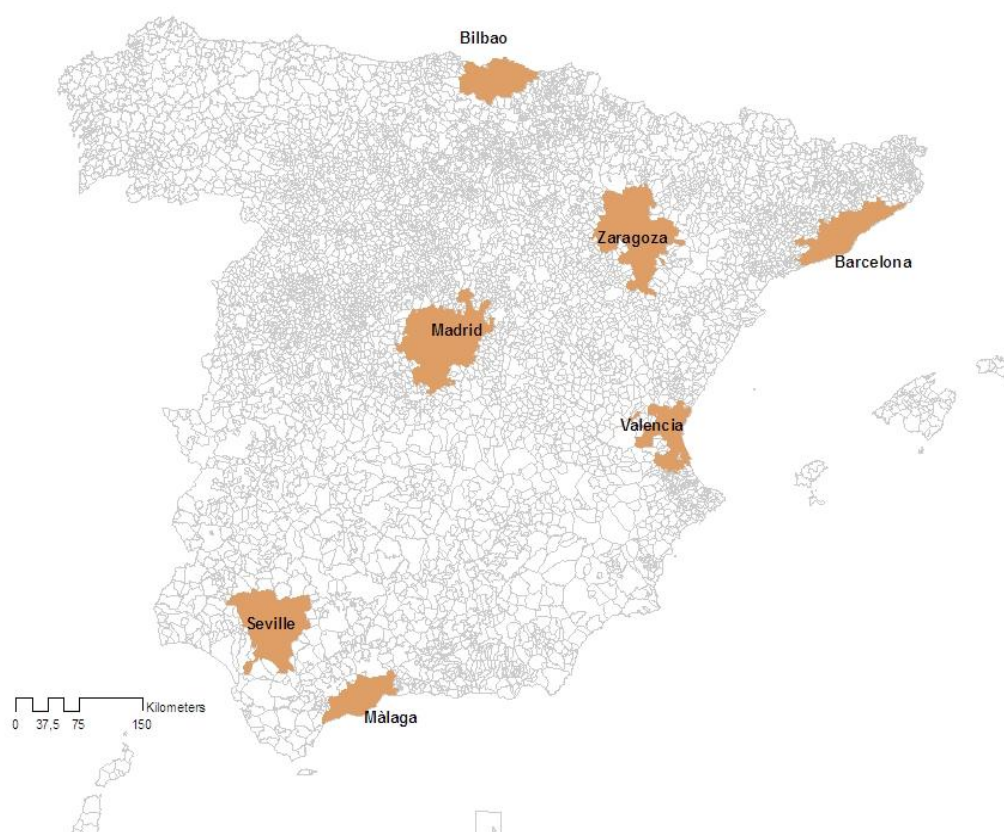 Bilbao
Zaragoza
Barcelona
Madrid
Valencia
Seville
Kilometers
0 37,5 75 150
Màlaga